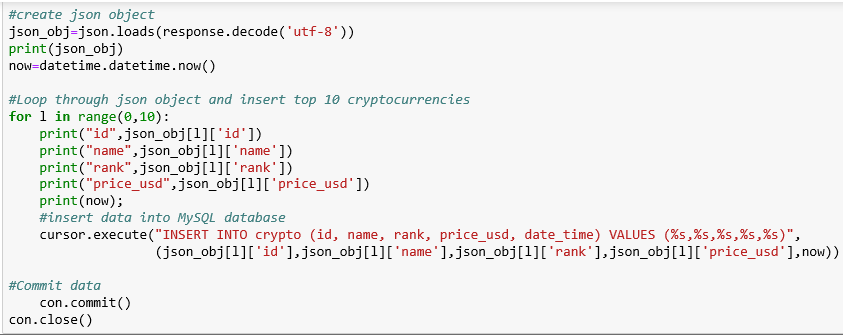 #create json object
json_obj=json.loads(response.decode('utf-8'))
print(json_obj)
now=datetime.datetime.now()

#Loop through json object and insert top 10 cryptocurrencies
for l in range(0,10):
    print("id",json_obj[l]['id'])
    print("name",json_obj[l]['name'])
    print("rank",json_obj[l]['rank'])
    print("price_usd",json_obj[l]['price_usd'])
    print(now);
    #insert data into MySQL database
    cursor.execute("INSERT INTO crypto (id, name, rank, price_usd, date_time) VALUES (%s,%s,%s,%s,%s)",
                   (json_obj[l]['id'],json_obj[l]['name'],json_obj[l]['rank'],json_obj[l]['price_usd'],now))

#Commit data
    con.commit()
con.close()